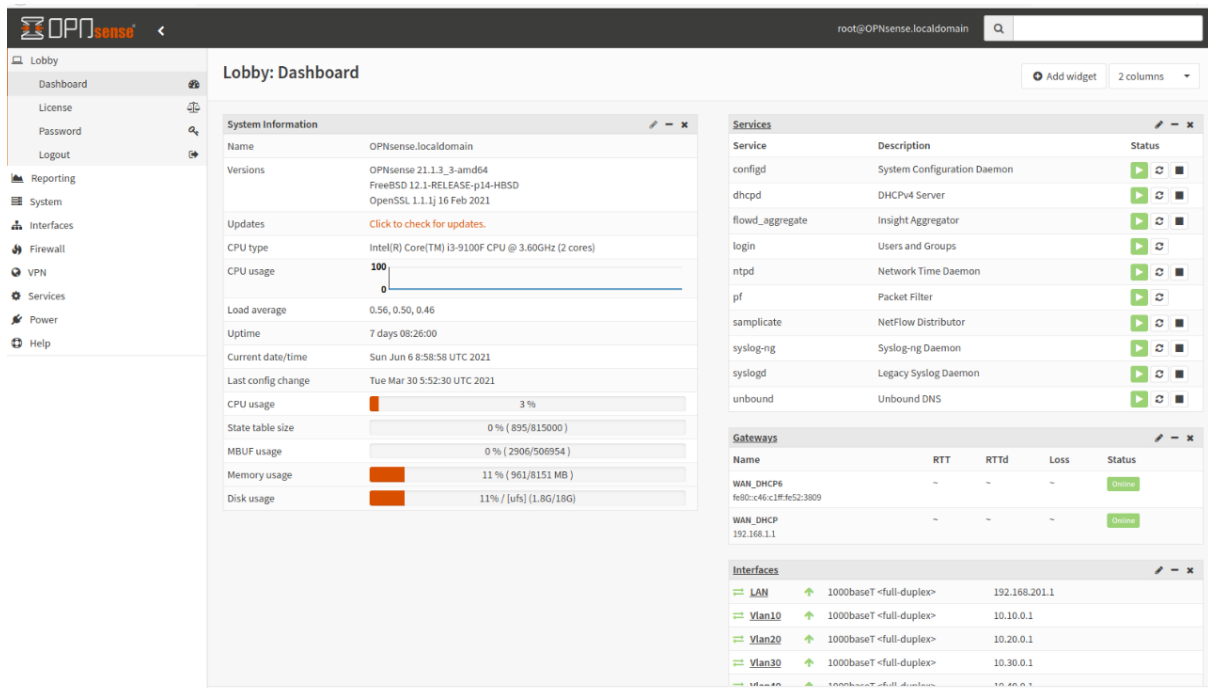 OPNsense
root@OPNsense.localdomain
Lobby
Dashboard
License
Password
Logout
Reporting
System
Interfaces
Firewall
VPN
Services
Power
Help
Lobby: Dashboard
Add widget
2 columns
System Information
Name OPNsense.localdomain
Versions OPNsense 21.1.3_3-amd64
FreeBSD 12.1-RELEASE-p14-HBSD
OpenSSL 1.1.1j 16 Feb 2021
Updates Click to check for updates.
CPU type Intel(R) Core(TM) i3-9100F CPU @ 3.60GHz (2 cores)
CPU usage 100
0
Load average 0.56, 0.50, 0.46
Uptime 7 days 08:26:00
Current date/time Sun Jun 6 8:58:58 UTC 2021
Last config change Tue Mar 30 5:52:30 UTC 2021
CPU usage 3 %
State table size 0 % ( 895/815000 )
MBUF usage 0 % ( 2906/506954 )
Memory usage 11 % ( 961/8151 MB )
Disk usage 11% / [ufs] (1.8G/18G)
Services
Service Description Status
configd System Configuration Daemon
dhcpd DHCPv4 Server
flowd_aggregate Insight Aggregator
login Users and Groups
ntpd Network Time Daemon
pf Packet Filter
samplicate NetFlow Distributor
syslog-ng Syslog-ng Daemon
syslogd Legacy Syslog Daemon
unbound Unbound DNS
Gateways
Name RTT RTTd Loss Status
WAN_DHCP6 ~ ~ ~ Online
fe80::c46:c1ff:fe52:3809
WAN_DHCP ~ ~ ~ Online
192.168.1.1
Interfaces
LAN 1000baseT <full-duplex> 192.168.201.1
Vlan10 1000baseT <full-duplex> 10.10.0.1
Vlan20 1000baseT <full-duplex> 10.20.0.1
Vlan30 1000baseT <full-duplex> 10.30.0.1
Vlan40 1000baseT <full-duplex> 10.40.0.1